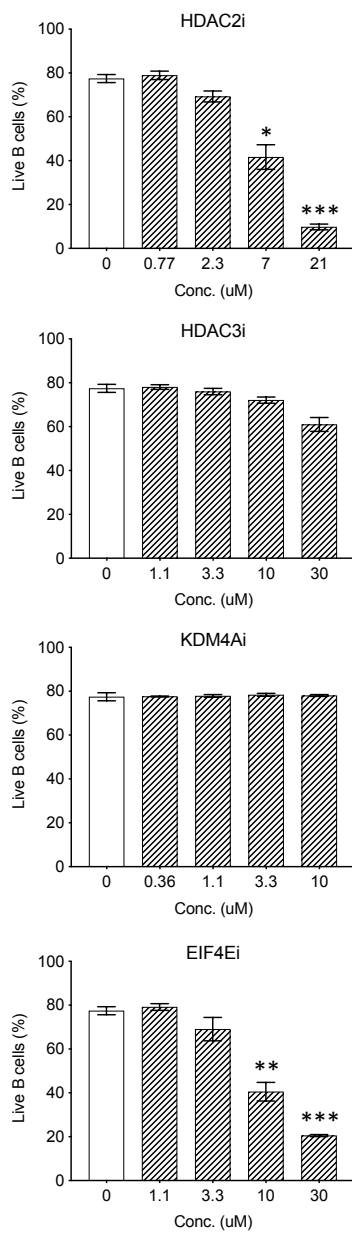 HDAC2i
Live B cells (%)
100
80
60
40
20
0
*
***
0 0.77 2.3 7 21
Conc. (uM)
HDAC3i
Live B cells (%)
100
80
60
40
20
0
0 1.1 3.3 10 30
Conc. (uM)
KDM4Ai
Live B cells (%)
100
80
60
40
20
0
0 0.36 1.1 3.3 10
Conc. (uM)
EIF4Ei
Live B cells (%)
100
80
60
40
20
0
**
***
0 1.1 3.3 10 30
Conc. (uM)